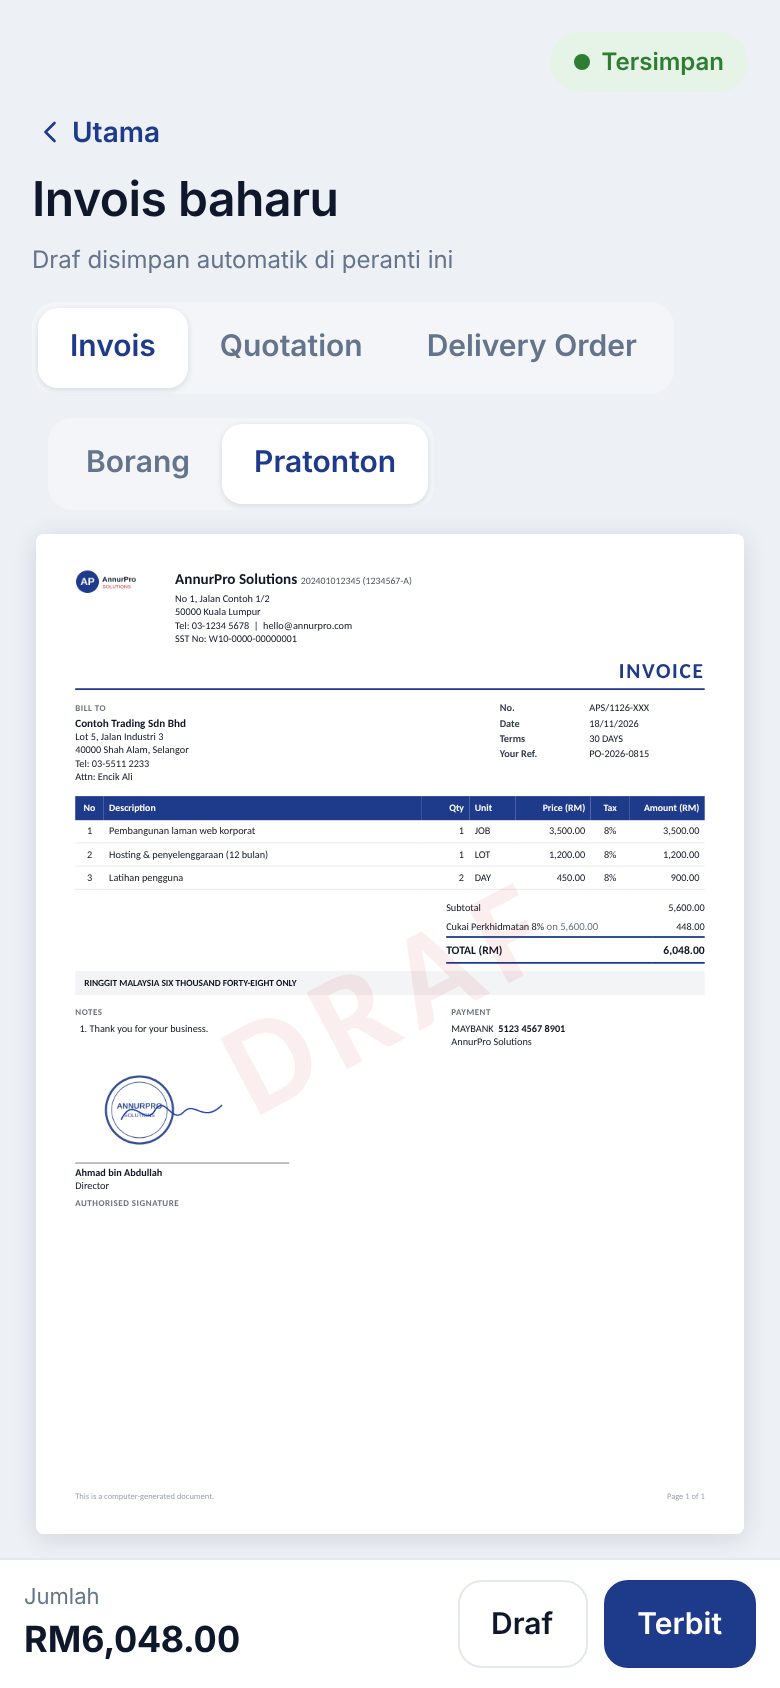 Tersimpan
Utama
Invois baharu
Draf disimpan automatik di peranti ini
Invois Quotation Delivery Order
Borang Pratonton
AP AnnurPro SOLUTIONS
AnnurPro Solutions 202401012345 (1234567-A)
No 1, Jalan Contoh 1/2
50000 Kuala Lumpur
Tel: 03-1234 5678 | hello@annurpro.com
SST No: W10-0000-00000001
INVOICE
BILL TO
Contoh Trading Sdn Bhd
Lot 5, Jalan Industri 3
40000 Shah Alam, Selangor
Tel: 03-5511 2233
Attn: Encik Ali
No. APS/1126-XXX
Date 18/11/2026
Terms 30 DAYS
Your Ref. PO-2026-0815
No Description Qty Unit Price (RM) Tax Amount (RM)
1 Pembangunan laman web korporat 1 JOB 3,500.00 8% 3,500.00
2 Hosting & penyelenggaraan (12 bulan) 1 LOT 1,200.00 8% 1,200.00
3 Latihan pengguna 2 DAY 450.00 8% 900.00
Subtotal 5,600.00
Cukai Perkhidmatan 8% on 5,600.00 448.00
TOTAL (RM) 6,048.00
RINGGIT MALAYSIA SIX THOUSAND FORTY-EIGHT ONLY
DRAF
NOTES
1. Thank you for your business.
PAYMENT
MAYBANK 5123 4567 8901
AnnurPro Solutions
ANNURPRO
SOLUTIONS
Ahmad bin Abdullah
Director
AUTHORISED SIGNATURE
This is a computer-generated document. Page 1 of 1
Jumlah
RM6,048.00
Draf Terbit